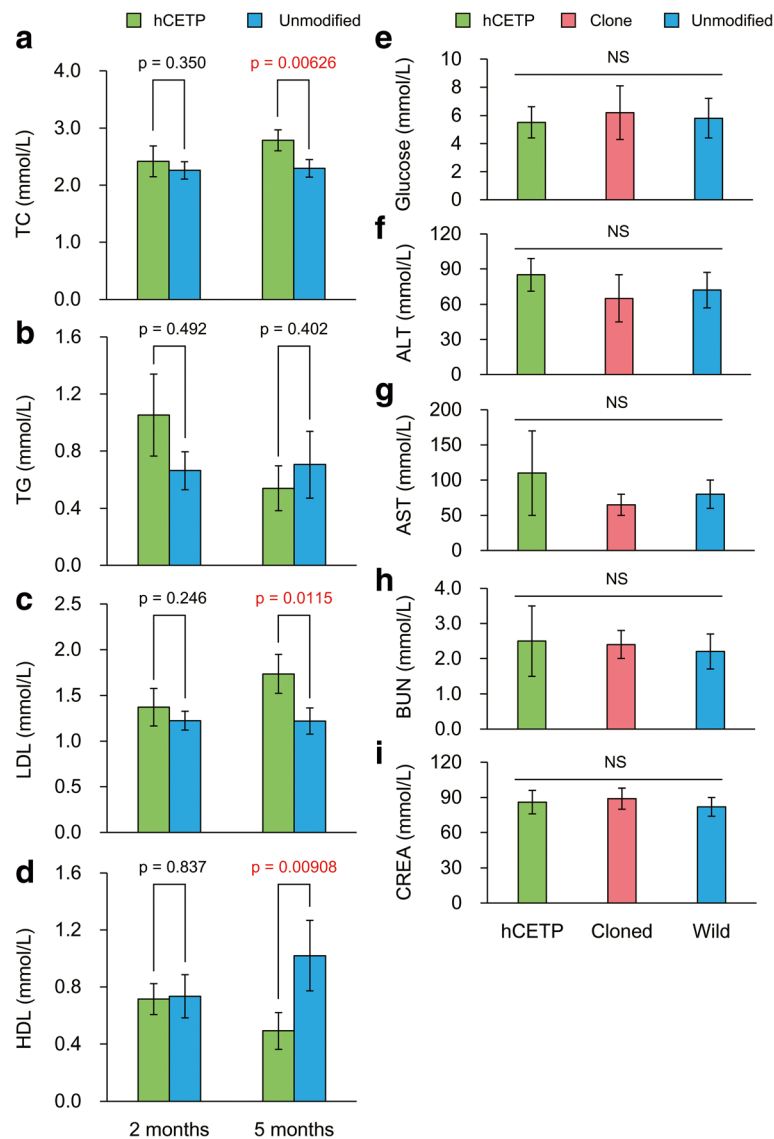 hCETP Unmodified
a
p = 0.350 p = 0.00626
4.0
3.0
2.0
1.0
0.0
TC (mmol/L)
b
p = 0.492 p = 0.402
1.6
1.2
0.8
0.4
0.0
TG (mmol/L)
c
p = 0.246 p = 0.0115
2.5
2.0
1.5
1.0
0.5
0.0
LDL (mmol/L)
d
p = 0.837 p = 0.00908
1.6
1.2
0.8
0.4
0.0
HDL (mmol/L)
2 months 5 months
hCETP Clone Unmodified
e
NS
10
8
6
4
2
0
Glucose (mmol/L)
f
NS
120
90
60
30
0
ALT (mmol/L)
g
NS
200
150
100
50
0
AST (mmol/L)
h
NS
4.0
3.0
2.0
1.0
0.0
BUN (mmol/L)
i
NS
120
90
60
30
0
CREA (mmol/L)
hCETP Cloned Wild